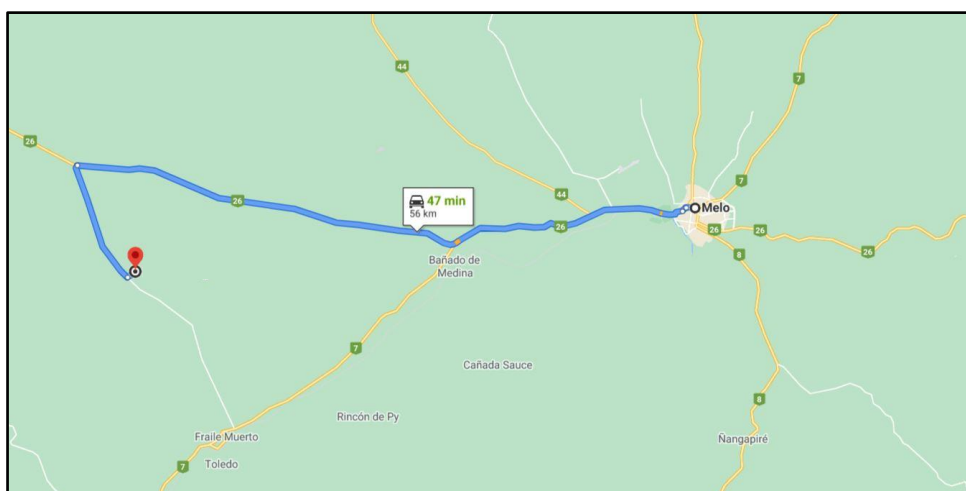 44
7
26
7
26
47 min
56 km
44
Melo
26
26
26
26
8
Bañado de
Medina
7
Cañada Sauce
8
Rincón de Py
Fraile Muerto
Ñangapiré
Toledo
7